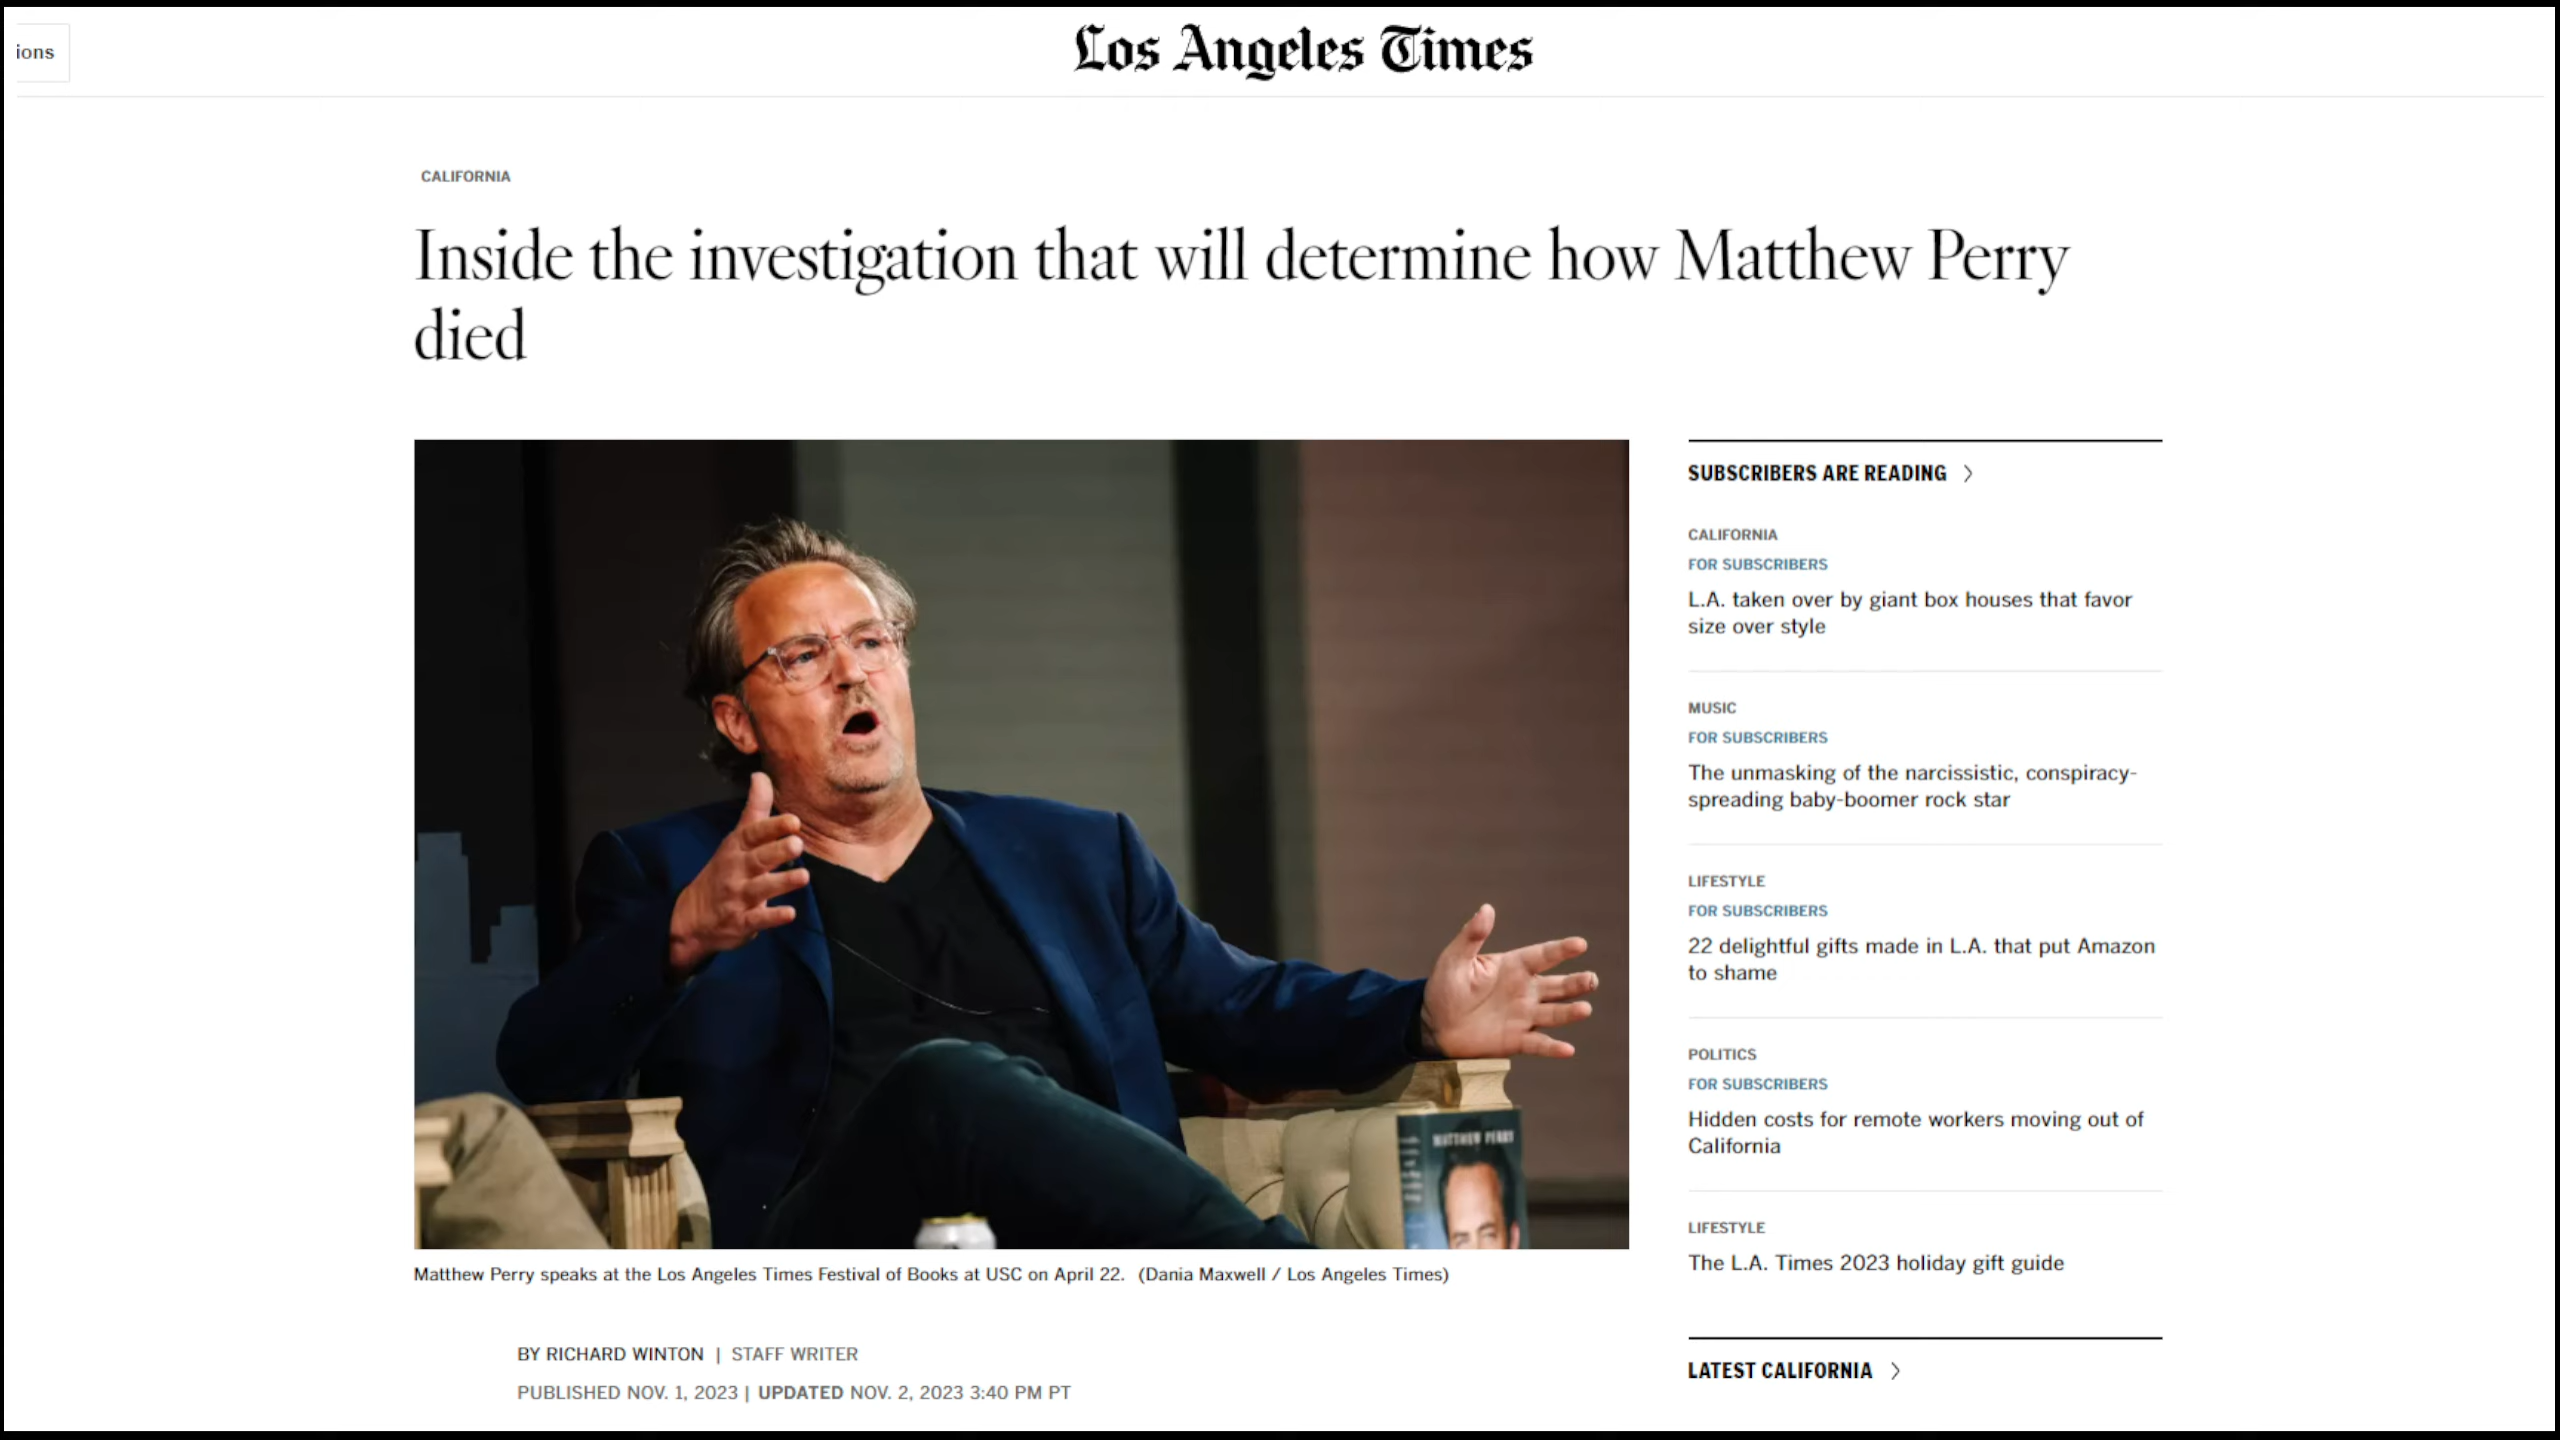 ions
Los Angeles Times
CALIFORNIA
Inside the investigation that will determine how Matthew Perry
died
MATTHEW PERRY
Matthew Perry speaks at the Los Angeles Times Festival of Books at USC on April 22. (Dania Maxwell / Los Angeles Times)
BY RICHARD WINTON | STAFF WRITER
PUBLISHED NOV. 1, 2023 | UPDATED NOV. 2, 2023 3:40 PM PT
SUBSCRIBERS ARE READING >
CALIFORNIA
FOR SUBSCRIBERS
L.A. taken over by giant box houses that favor
size over style
MUSIC
FOR SUBSCRIBERS
The unmasking of the narcissistic, conspiracy-
spreading baby-boomer rock star
LIFESTYLE
FOR SUBSCRIBERS
22 delightful gifts made in L.A. that put Amazon
to shame
POLITICS
FOR SUBSCRIBERS
Hidden costs for remote workers moving out of
California
LIFESTYLE
The L.A. Times 2023 holiday gift guide
LATEST CALIFORNIA >